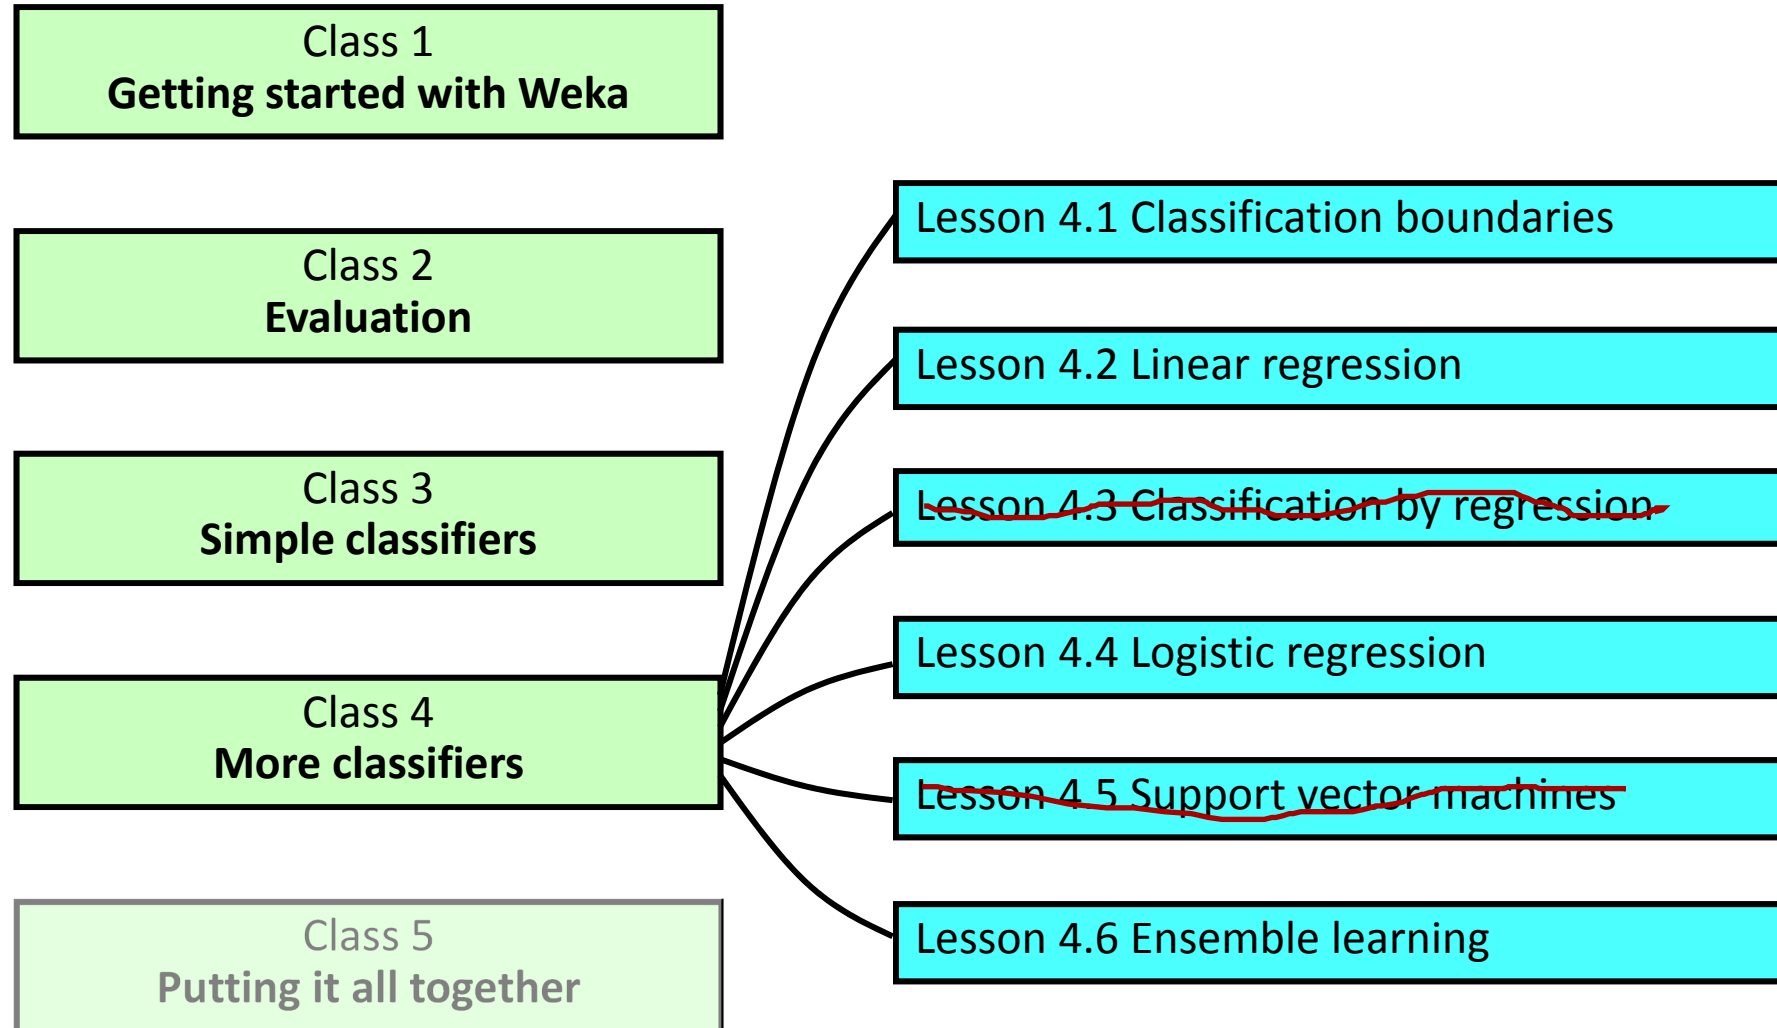 Class 1
Getting started with Weka
Class 2
Evaluation
Class 3
Simple classifiers
Class 4
More classifiers
Class 5
Putting it all together
Lesson 4.1 Classification boundaries
Lesson 4.2 Linear regression
Lesson 4.3 Classification by regression
Lesson 4.4 Logistic regression
Lesson 4.5 Support vector machines
Lesson 4.6 Ensemble learning